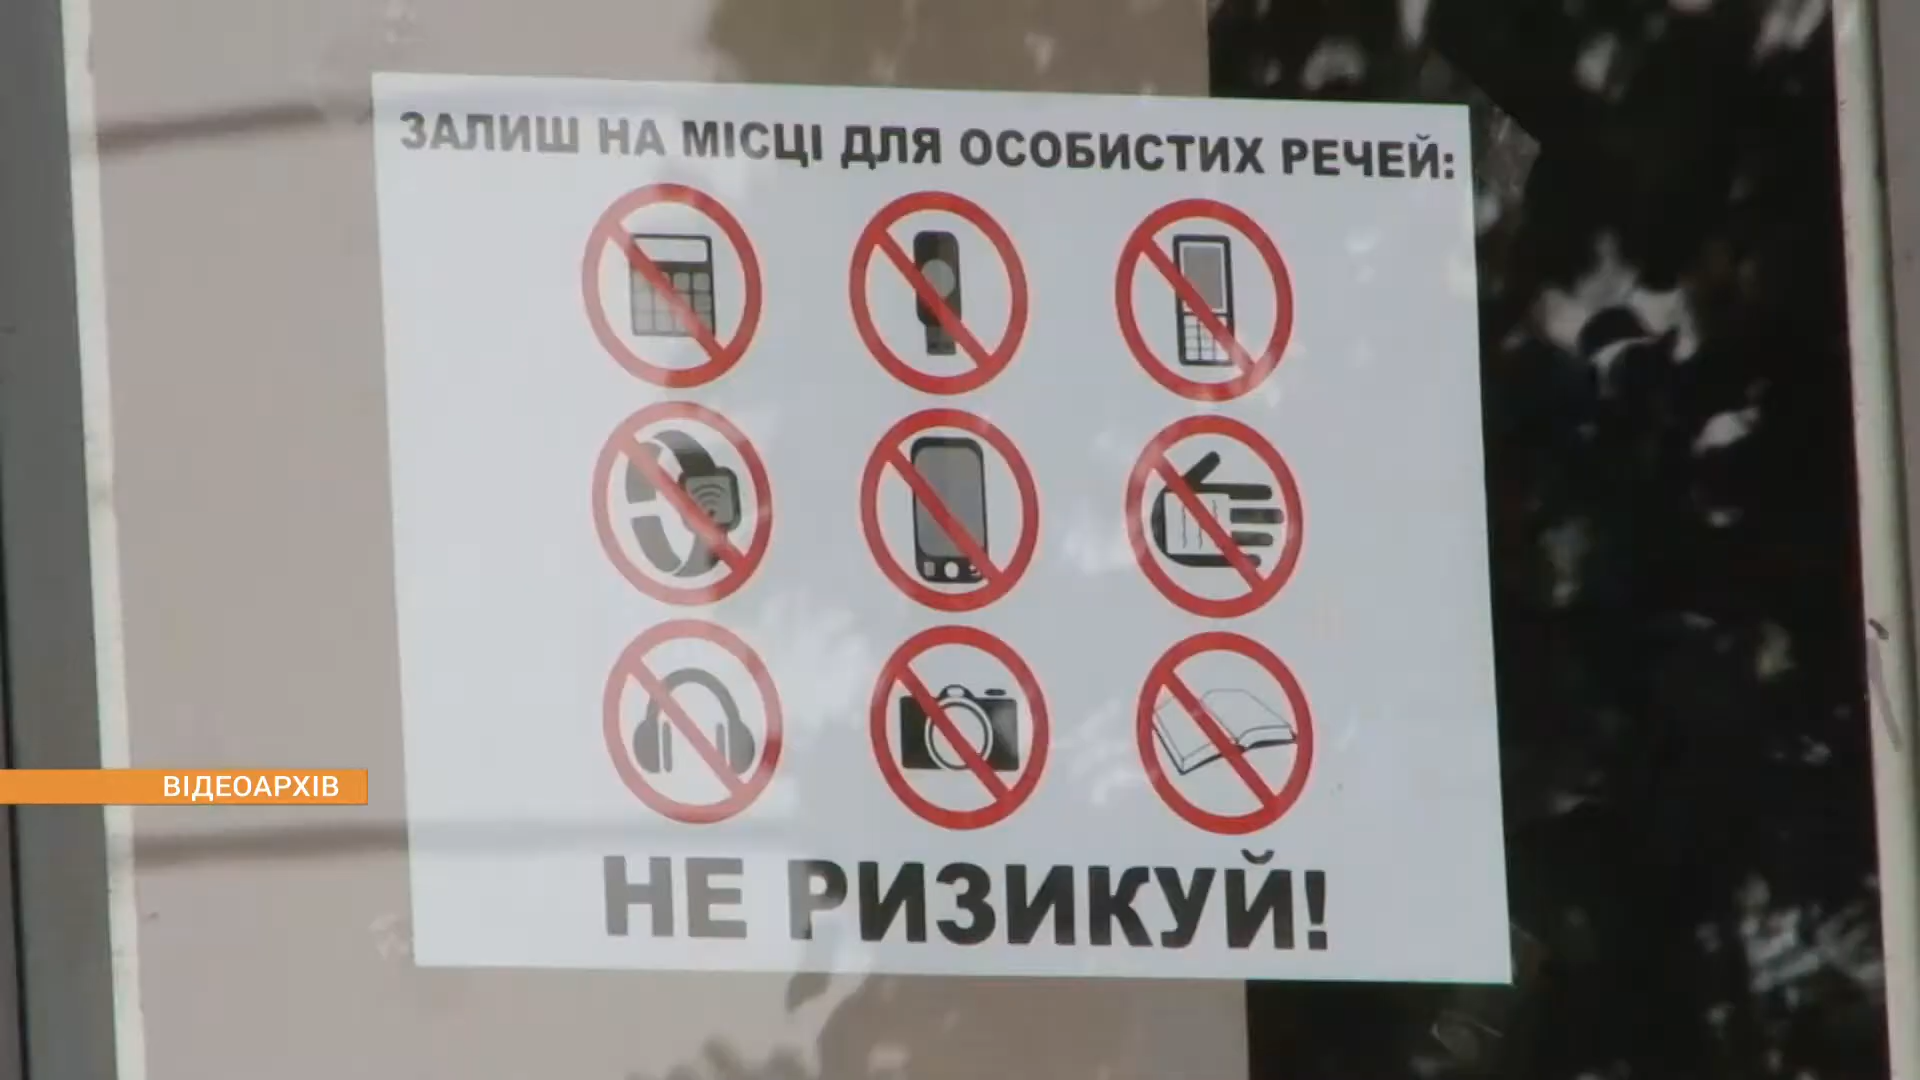 ЗАЛИШ НА МІСЦІ ДЛЯ ОСОБИСТИХ РЕЧЕЙ:
ВІДЕОАРХІВ
НЕ РИЗИКУЙ!